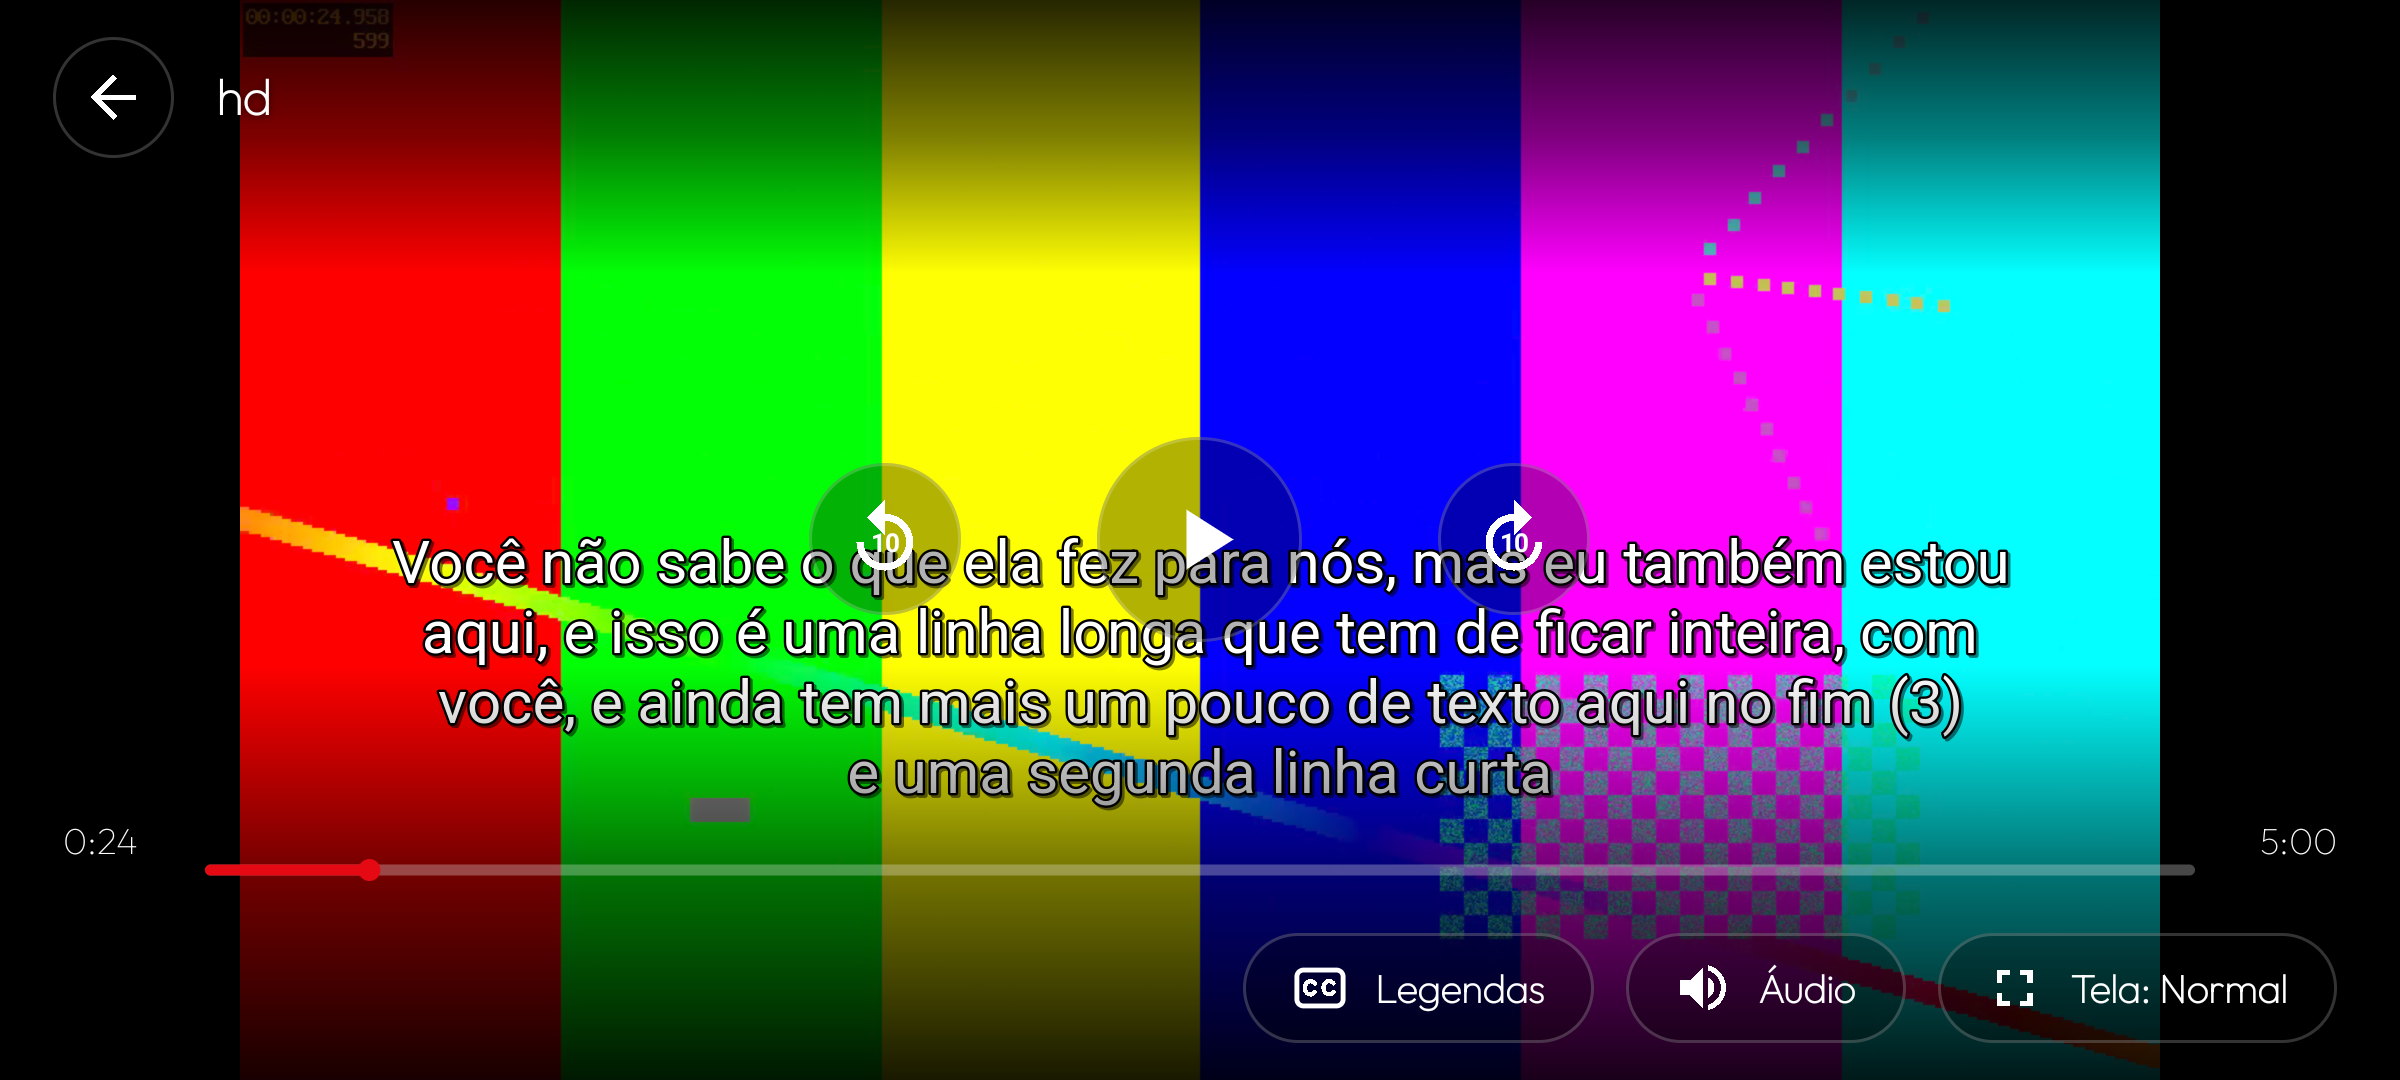 00:00:24.958
599
hd
10
10
Você não sabe o que ela fez para nós, mas eu também estou
aqui, e isso é uma linha longa que tem de ficar inteira, com
você, e ainda tem mais um pouco de texto aqui no fim (3)
e uma segunda linha curta
0:24
5:00
CC
Legendas
Áudio
Tela: Normal